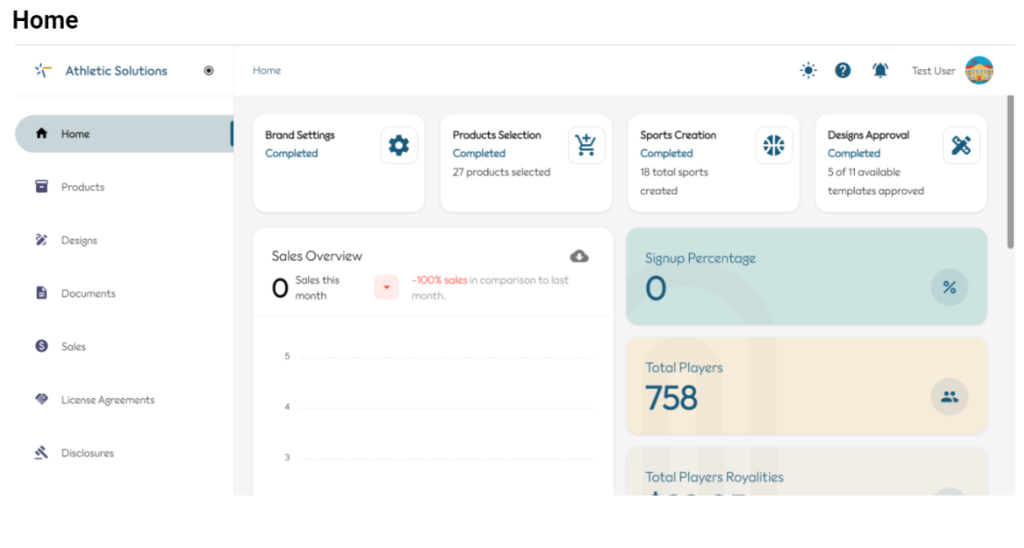 Home
Athletic Solutions
Home
Test User
Home
Products
Designs
Documents
Sales
License Agreements
Disclosures
Brand Settings
Completed
Products Selection
Completed
27 products selected
Sports Creation
Completed
18 total sports
created
Designs Approval
Completed
5 of 11 available
templates approved
Sales Overview
0 Sales this
month
-100% sales in comparison to last
month.
5
4
3
Signup Percentage
0
%
Total Players
758
Total Players Royalities